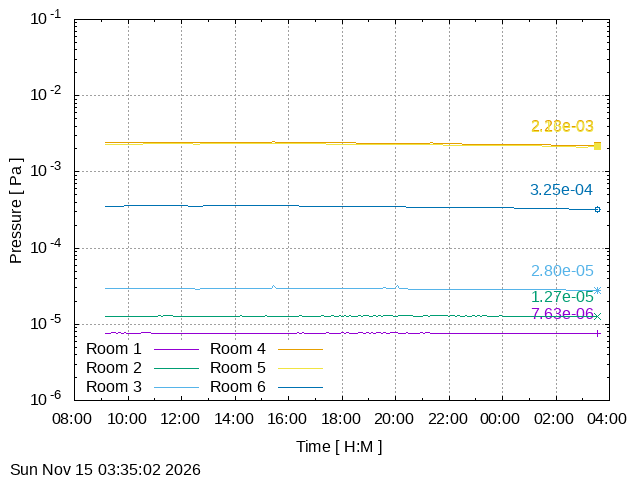 10^-1
10^-2
10^-3
10^-4
10^-5
10^-6
Pressure [ Pa ]
e-03
3.25e-04
2.80e-05
1.27e-05
7.63e-06
Room 1 Room 4
Room 2 Room 5
Room 3 Room 6
08:00 10:00 12:00 14:00 16:00 18:00 20:00 22:00 00:00 02:00 04:00
Time [ H:M ]
Sun Nov 15 03:35:02 2026